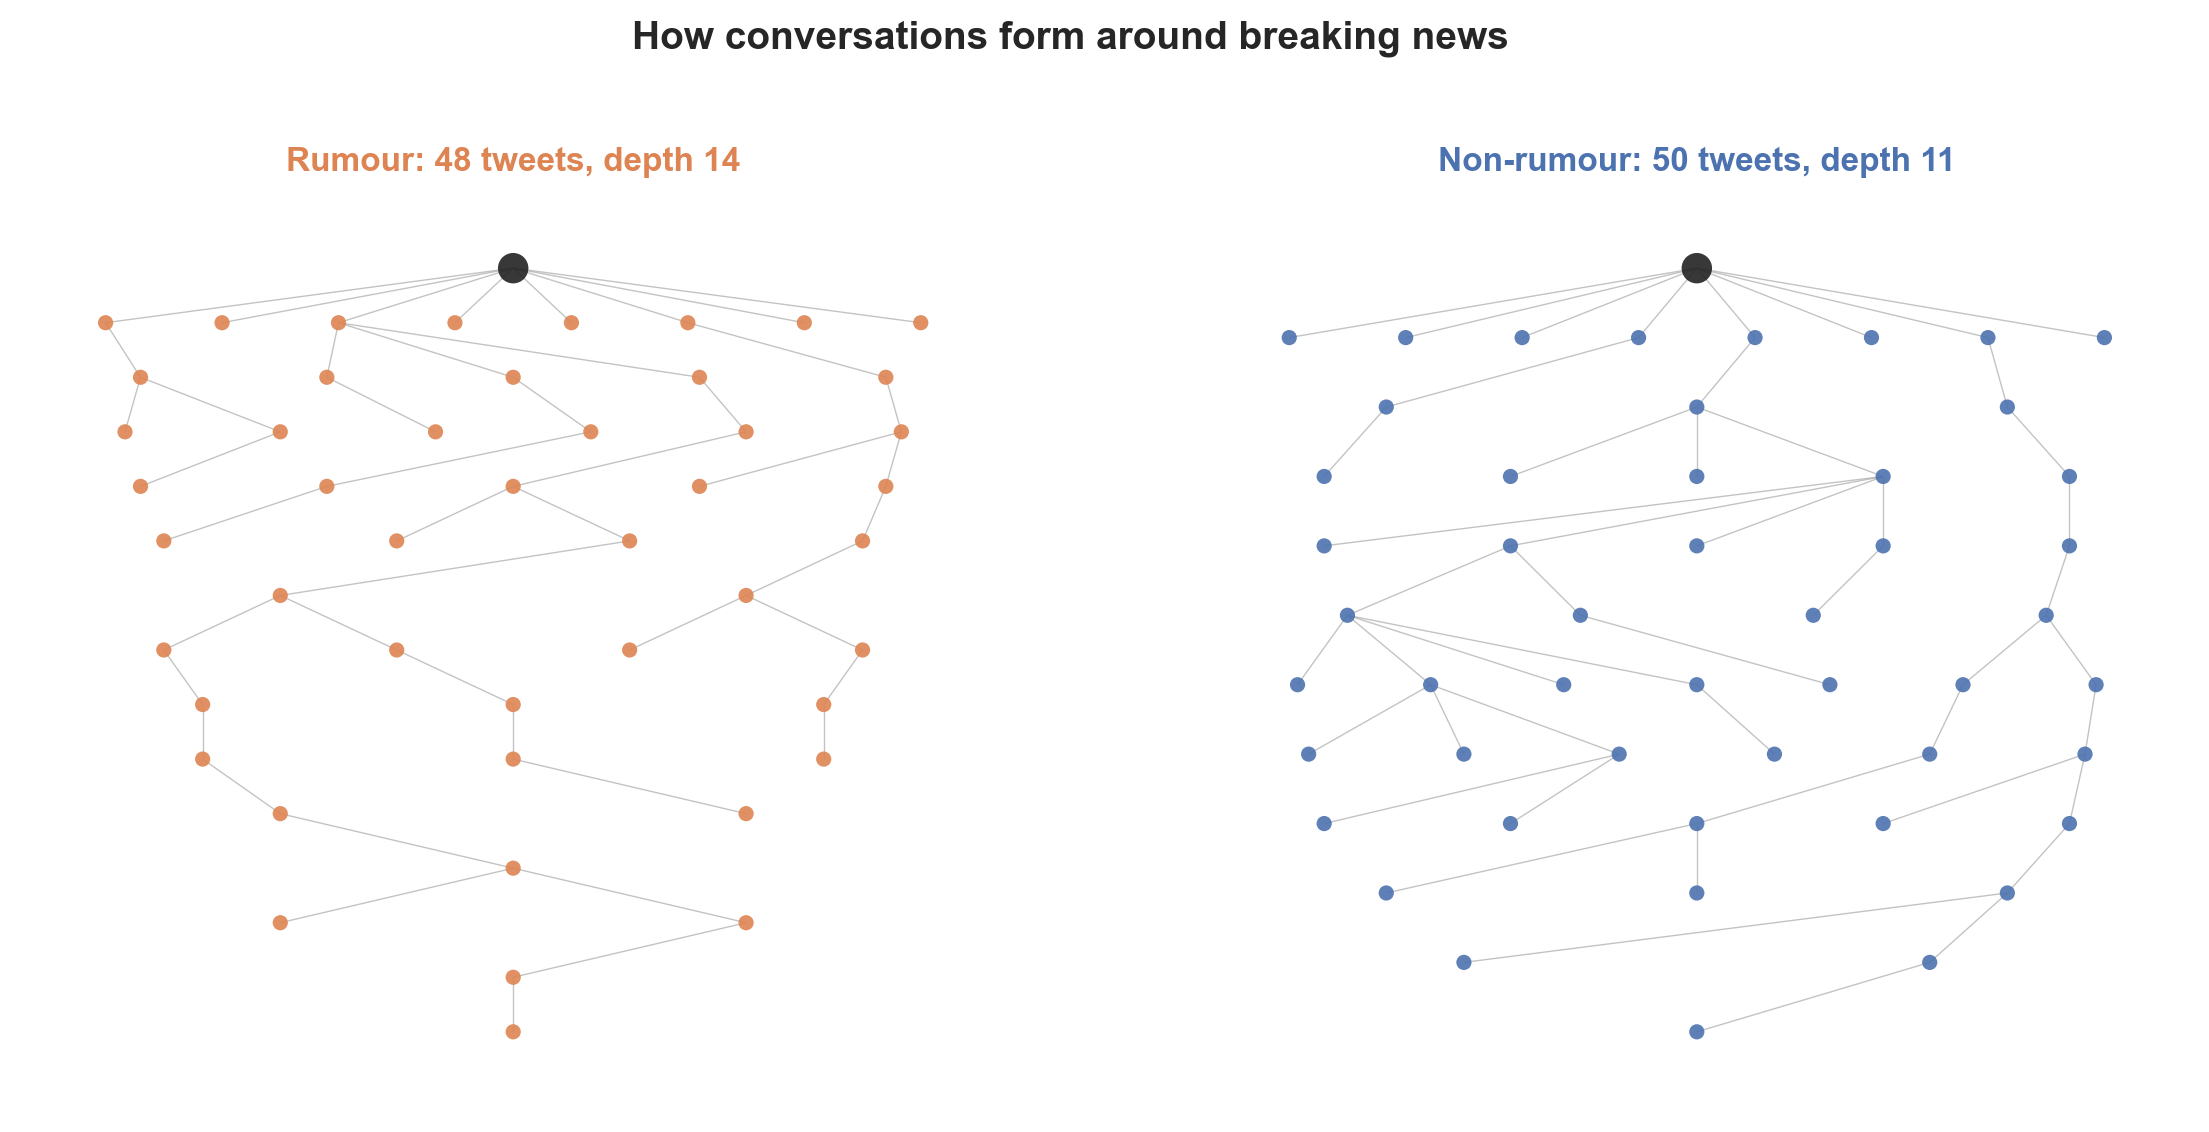 How conversations form around breaking news
Rumour: 48 tweets, depth 14
Non-rumour: 50 tweets, depth 11